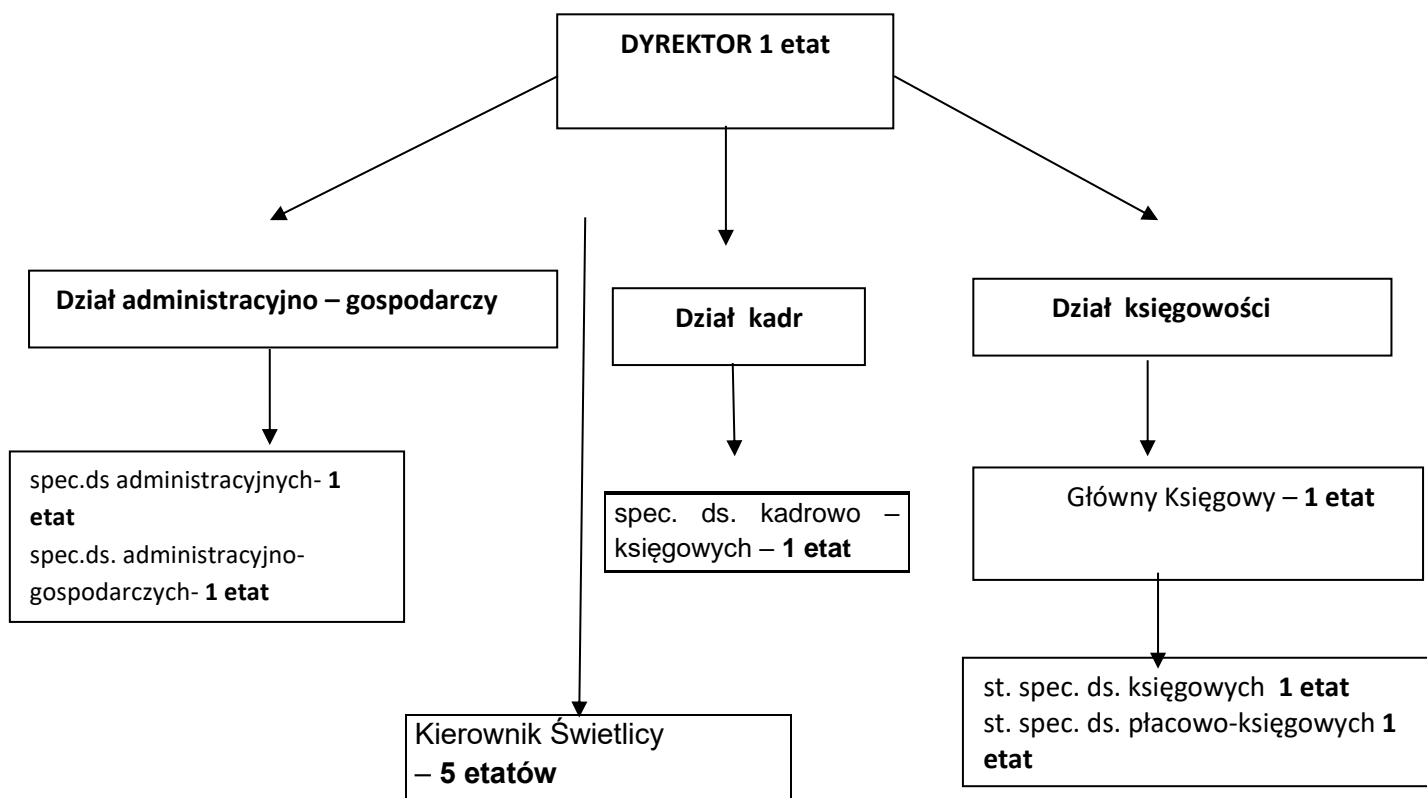 DYREKTOR 1 etat
Dział administracyjno – gospodarczy
Dział kadr
Dział księgowości
spec.ds administracyjnych- 1
etat
spec.ds. administracyjno-
gospodarczych- 1 etat
spec. ds. kadrowo –
księgowych – 1 etat
Główny Księgowy – 1 etat
st. spec. ds. księgowych 1 etat
st. spec. ds. płacowo-księgowych 1
etat
Kierownik Świetlicy
– 5 etatów